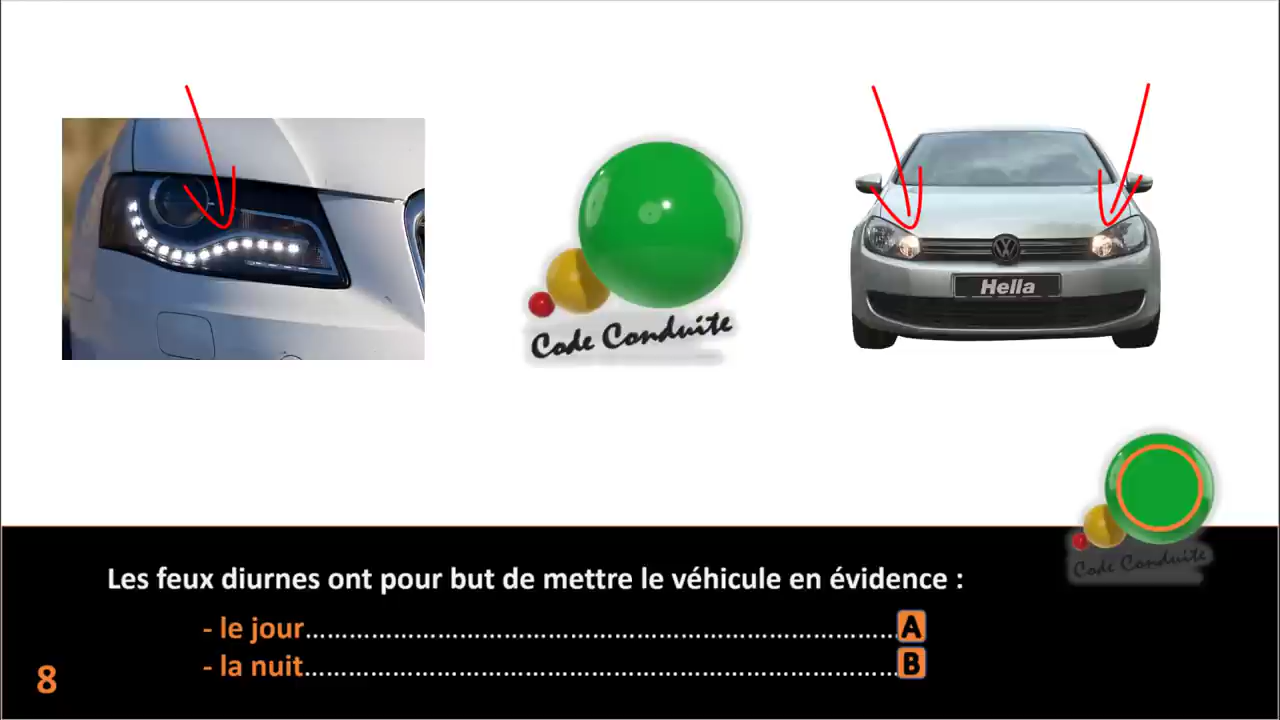 Code Conduite
Hella
Code Conduite
Les feux diurnes ont pour but de mettre le véhicule en évidence :
- le jour........................................................................................A
- la nuit........................................................................................B
8